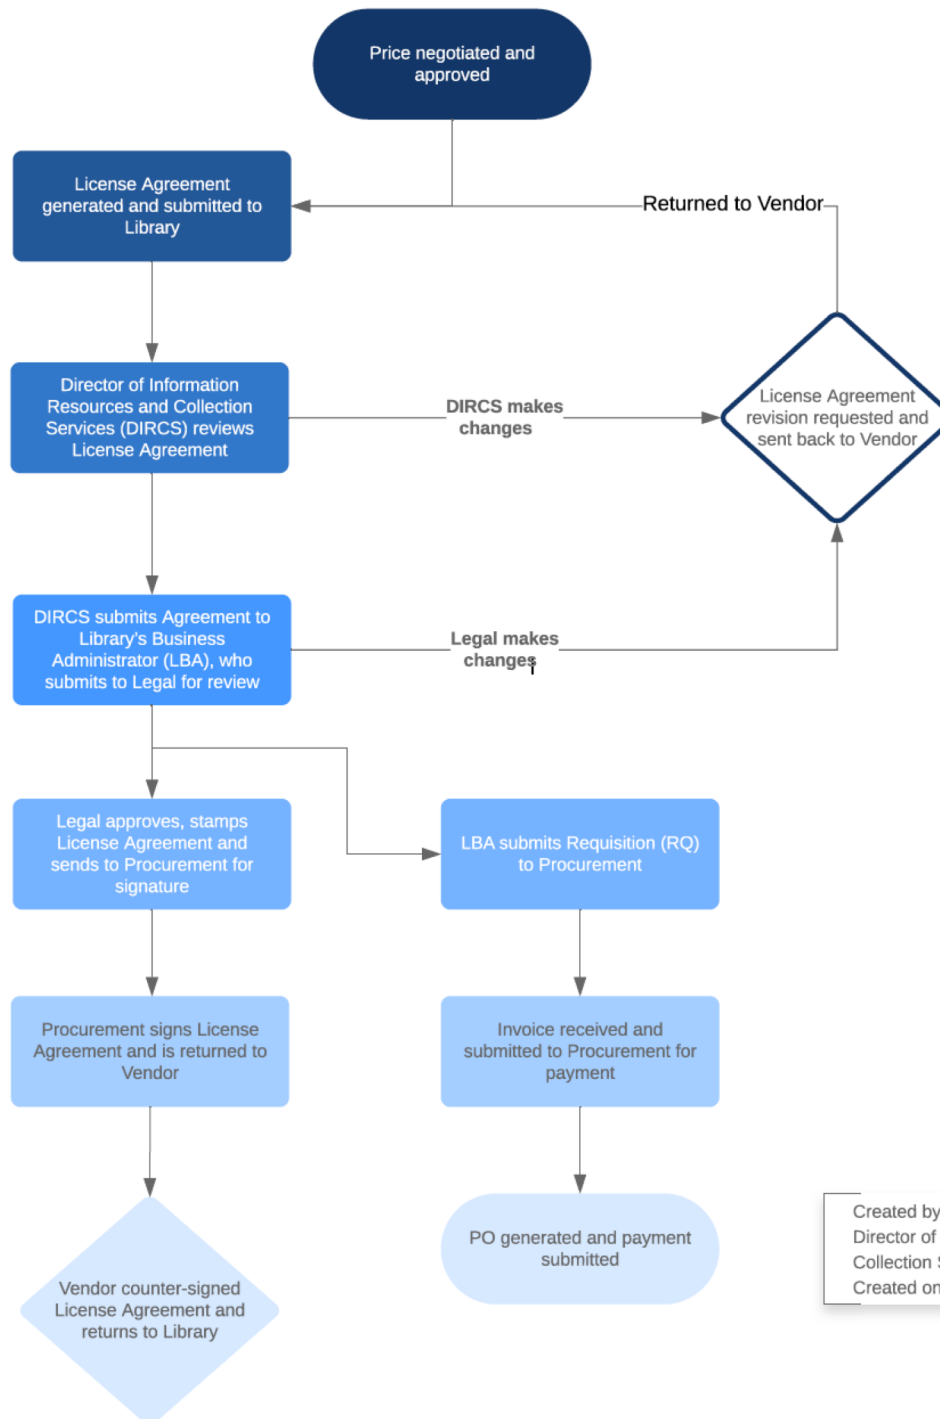 Price negotiated and
approved
License Agreement
generated and submitted to
Library
Returned to Vendor
Director of Information
Resources and Collection
Services (DIRCS) reviews
License Agreement
DIRCS makes
changes
License Agreement
revision requested and
sent back to Vendor
DIRCS submits Agreement to
Library's Business
Administrator (LBA), who
submits to Legal for review
Legal makes
changes
Legal approves, stamps
License Agreement and
sends to Procurement for
signature
LBA submits Requisition (RQ)
to Procurement
Procurement signs License
Agreement and is returned to
Vendor
Invoice received and
submitted to Procurement for
payment
Vendor counter-signed
License Agreement and
returns to Library
PO generated and payment
submitted
Created by
Director of
Collection
Created on